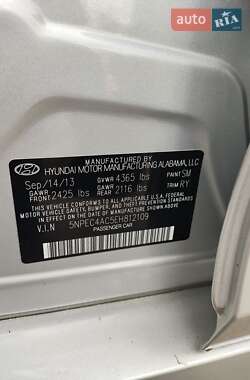 AUTO RIA
MANUFACTURED BY
HYUNDAI MOTOR MANUFACTURING ALABAMA, LLC
Sep/14/13 GVWR 4365 lbs PAINT SM
GAWR FRONT 2425 lbs GAWR REAR 2116 lbs TRIM RY
THIS VEHICLE CONFORMS TO ALL APPLICABLE U.S. FEDERAL
MOTOR VEHICLE SAFETY, BUMPER, AND THEFT PREVENTION
STANDARDS IN EFFECT ON THE DATE OF MANUFACTURE SHOWN ABOVE.
V.I.N 5NPEC4AC5EH812109
PASSENGER CAR